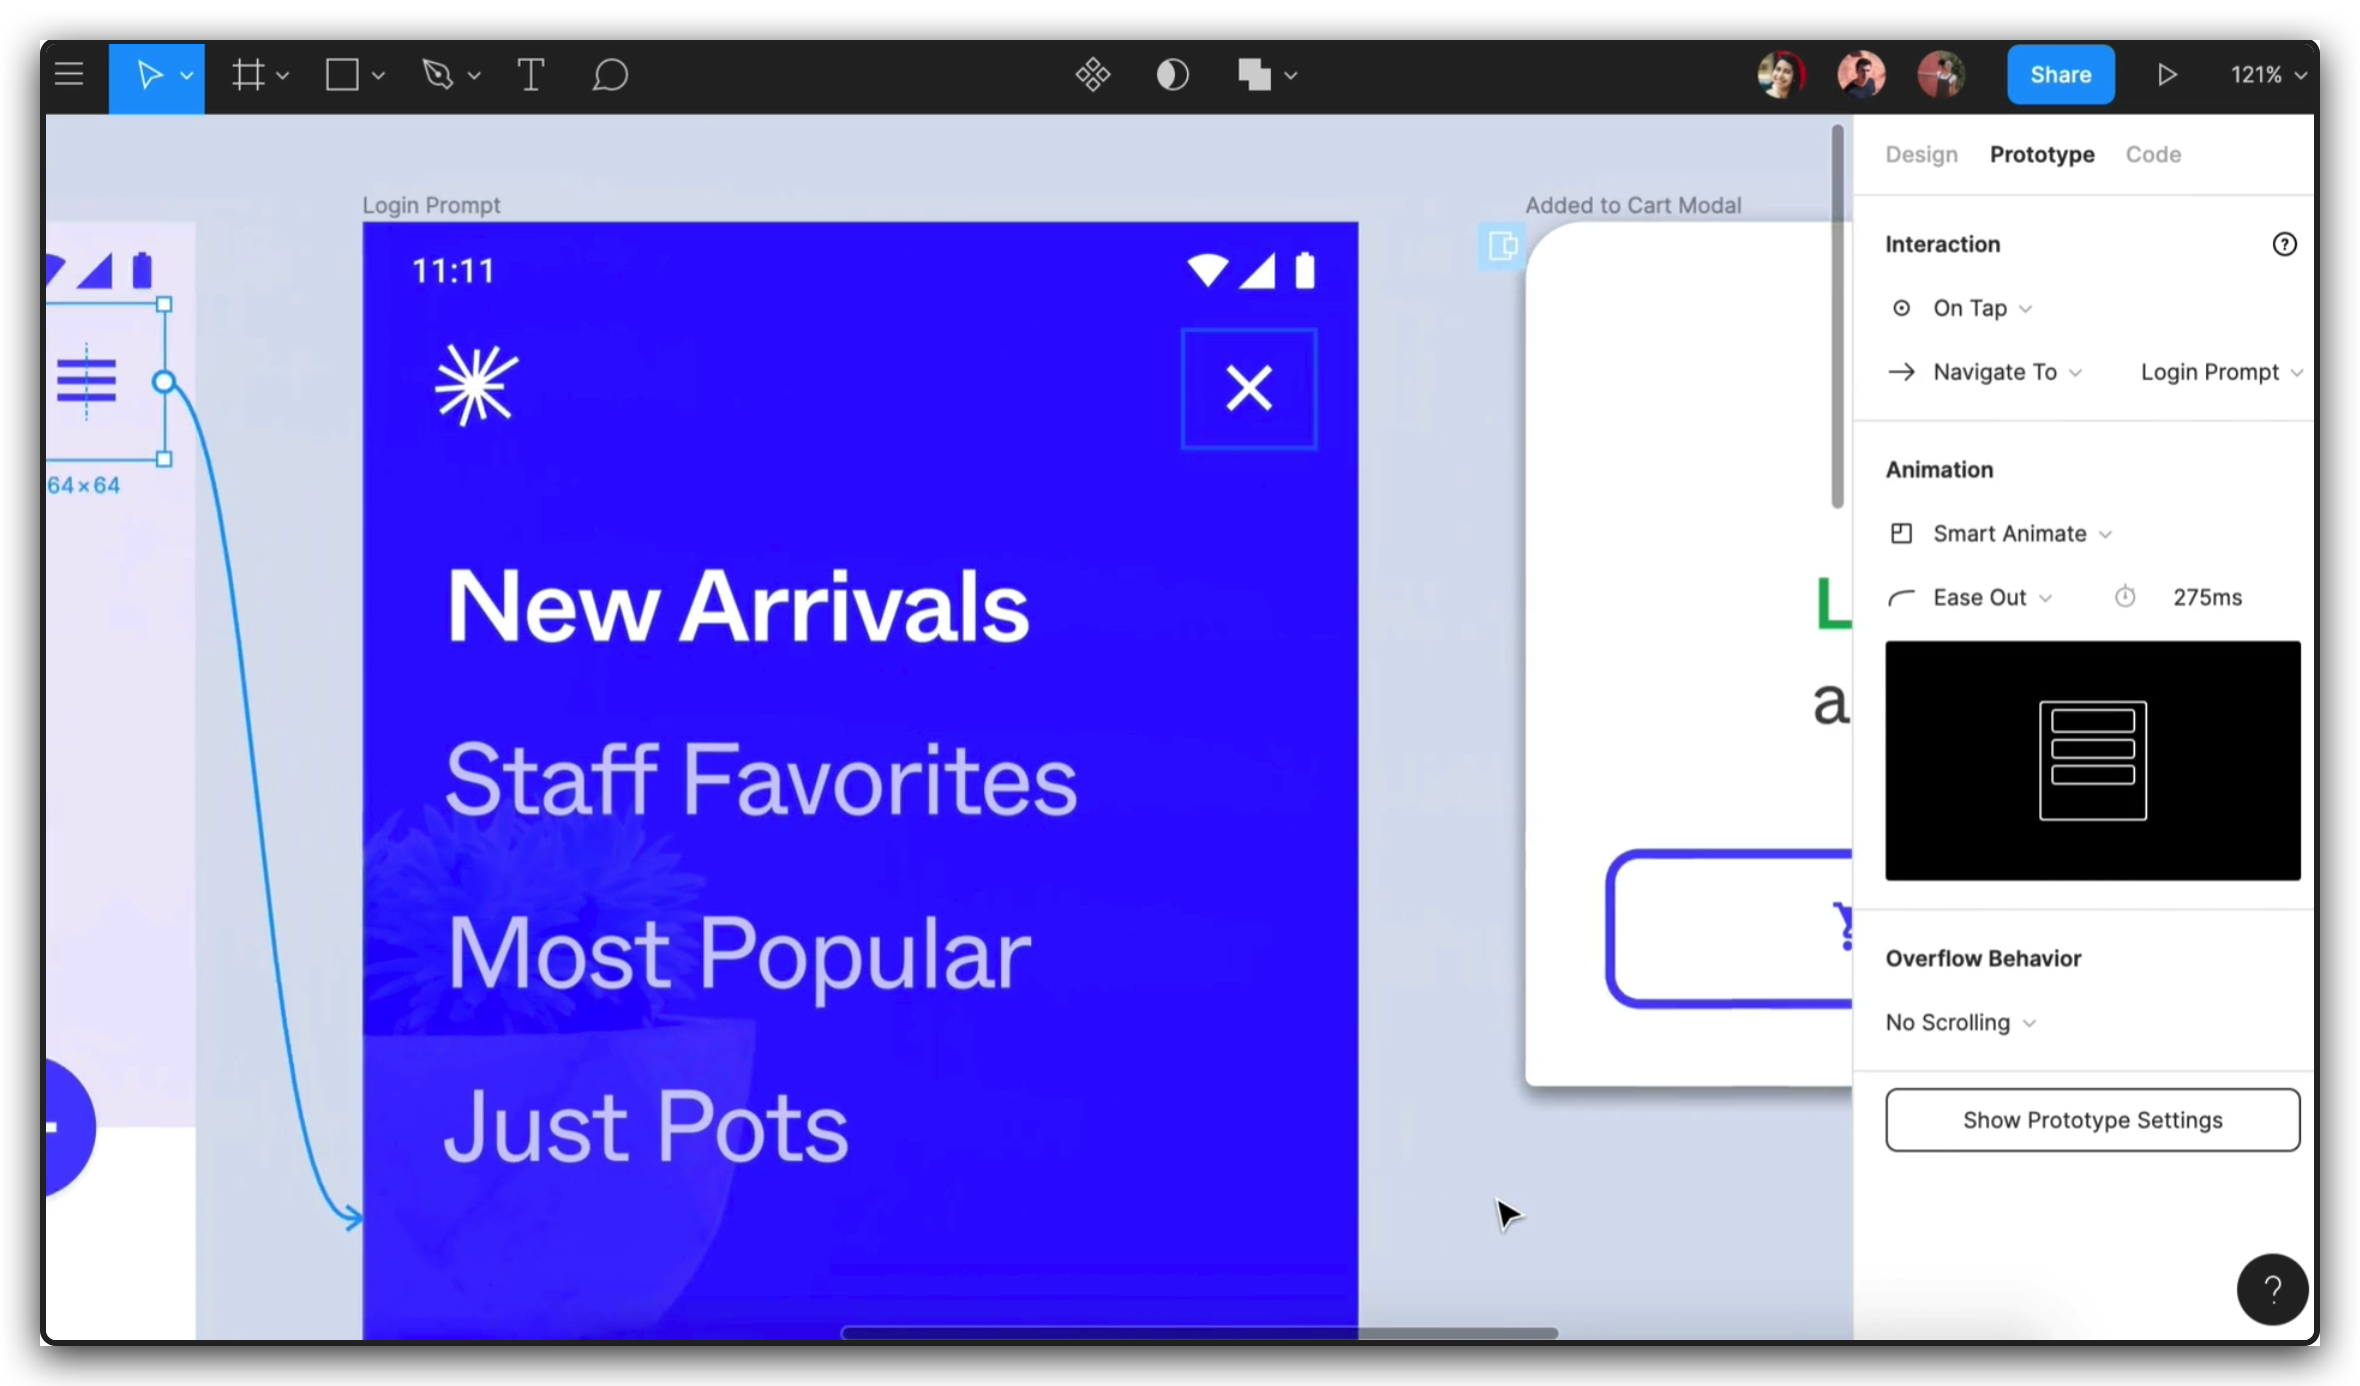 Share
121%
Design Prototype Code
Login Prompt
Added to Cart Modal
Interaction
11:11
On Tap
Navigate To Login Prompt
64×64
Animation
Smart Animate
Ease Out 275ms
New Arrivals
L
a
Staff Favorites
Most Popular
Overflow Behavior
No Scrolling
Just Pots
Show Prototype Settings
?